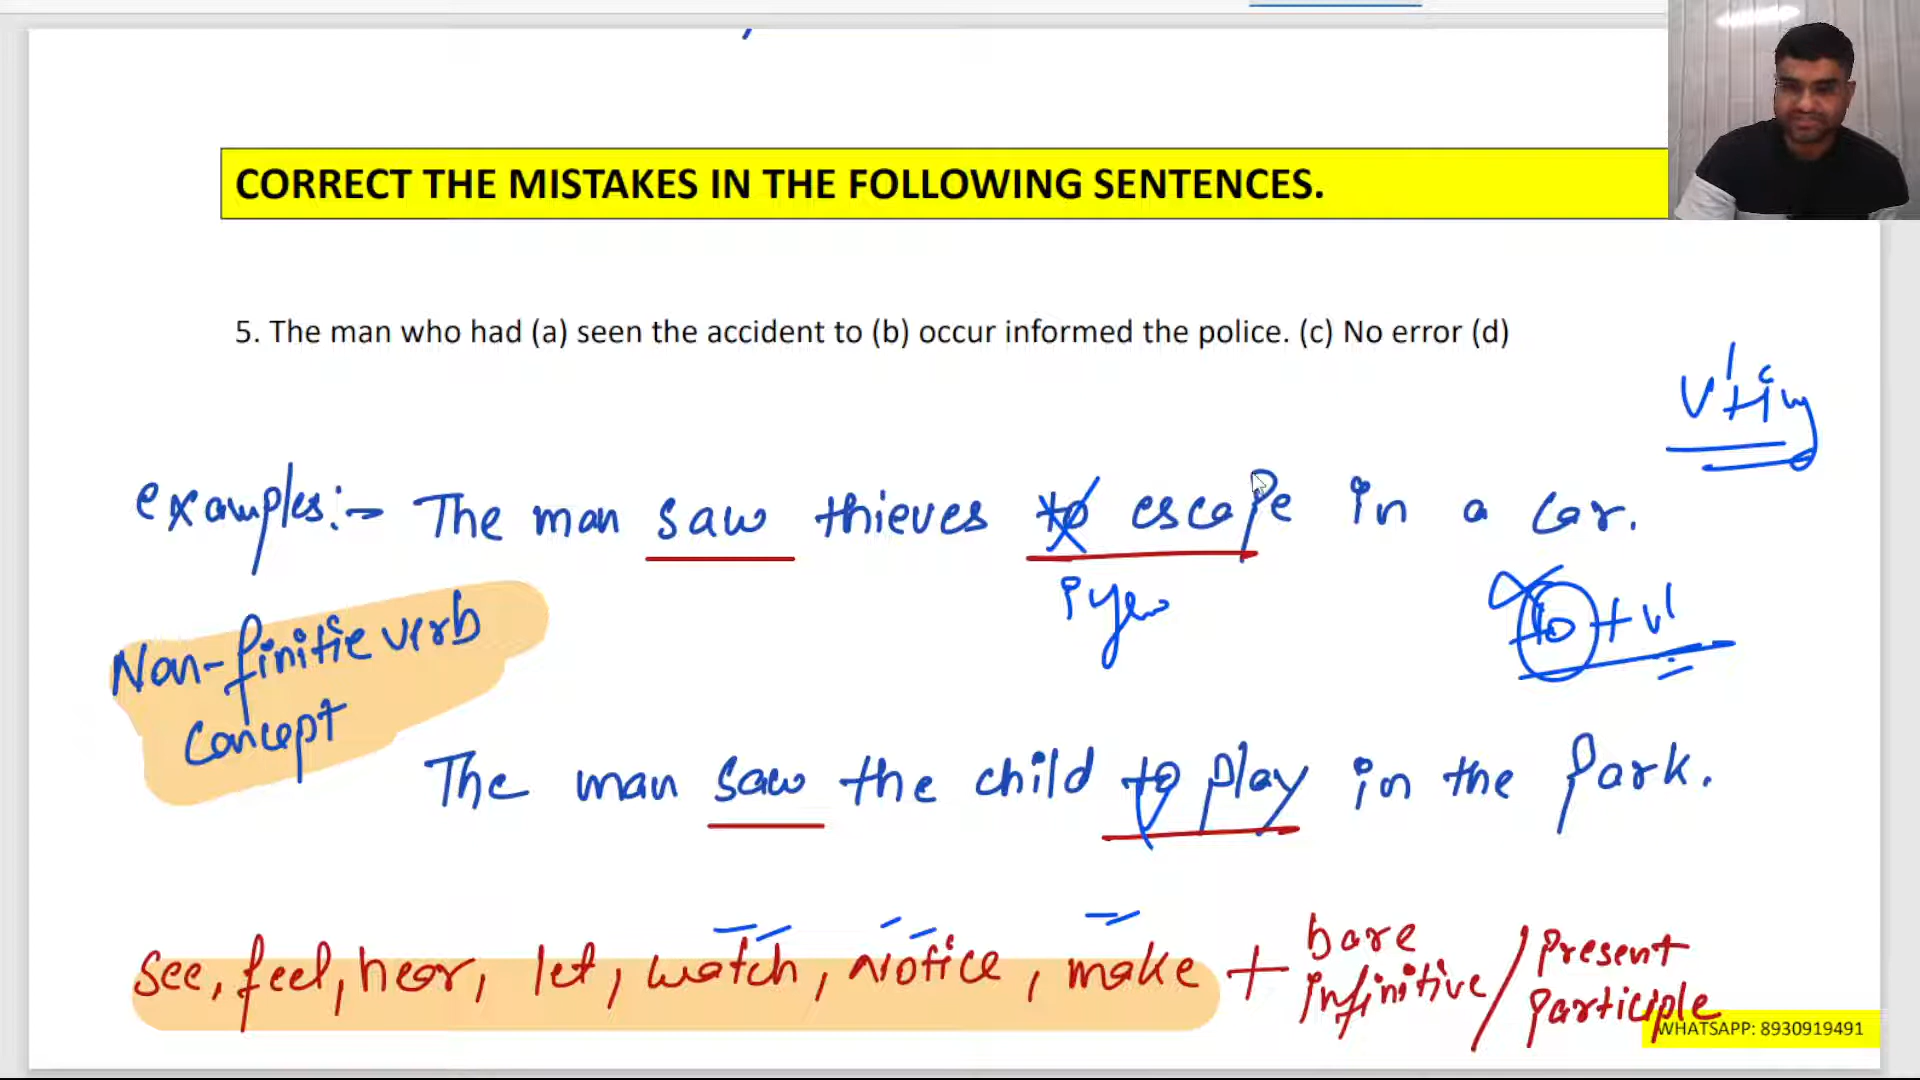 CORRECT THE MISTAKES IN THE FOLLOWING SENTENCES.
5. The man who had (a) seen the accident to (b) occur informed the police. (c) No error (d)
V1+ing
examples:- The man saw thieves to escape in a car.
ing
to + V1
Non-finitie verb
concept
The man saw the child to play in the park.
see, feel, hear, let, watch, notice, make + bare infinitive / present participle
WHATSAPP: 8930919491